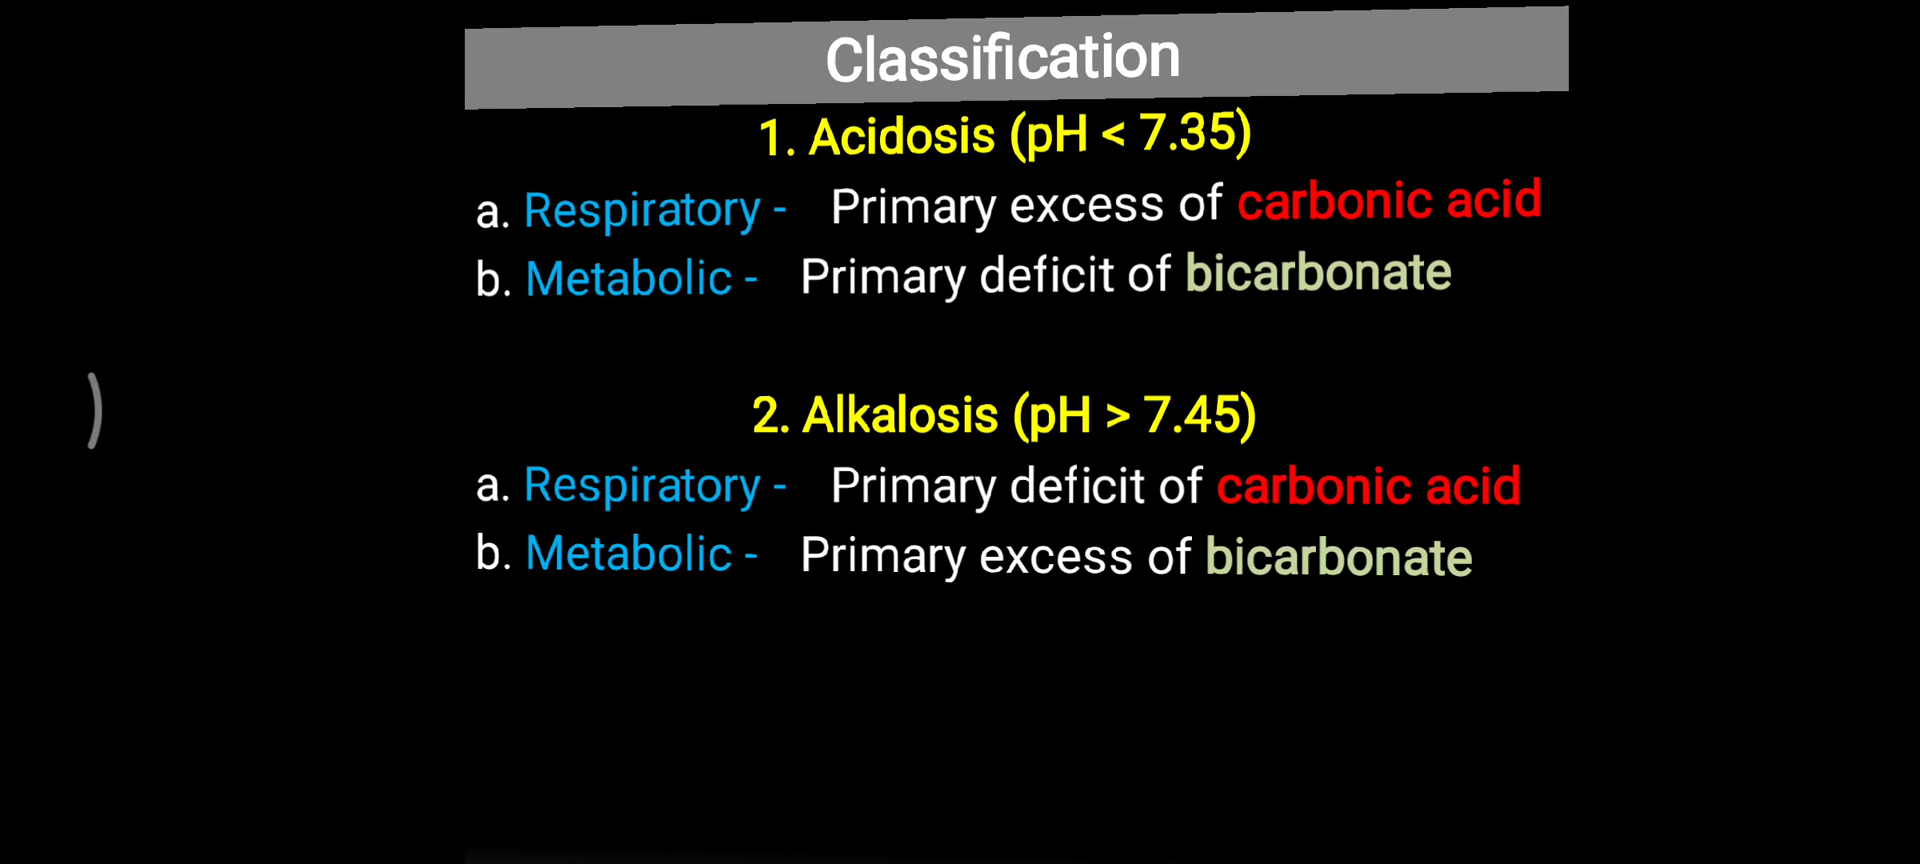 Classification
1. Acidosis (pH < 7.35)
a. Respiratory - Primary excess of carbonic acid
b. Metabolic - Primary deficit of bicarbonate
2. Alkalosis (pH > 7.45)
a. Respiratory - Primary deficit of carbonic acid
b. Metabolic - Primary excess of bicarbonate